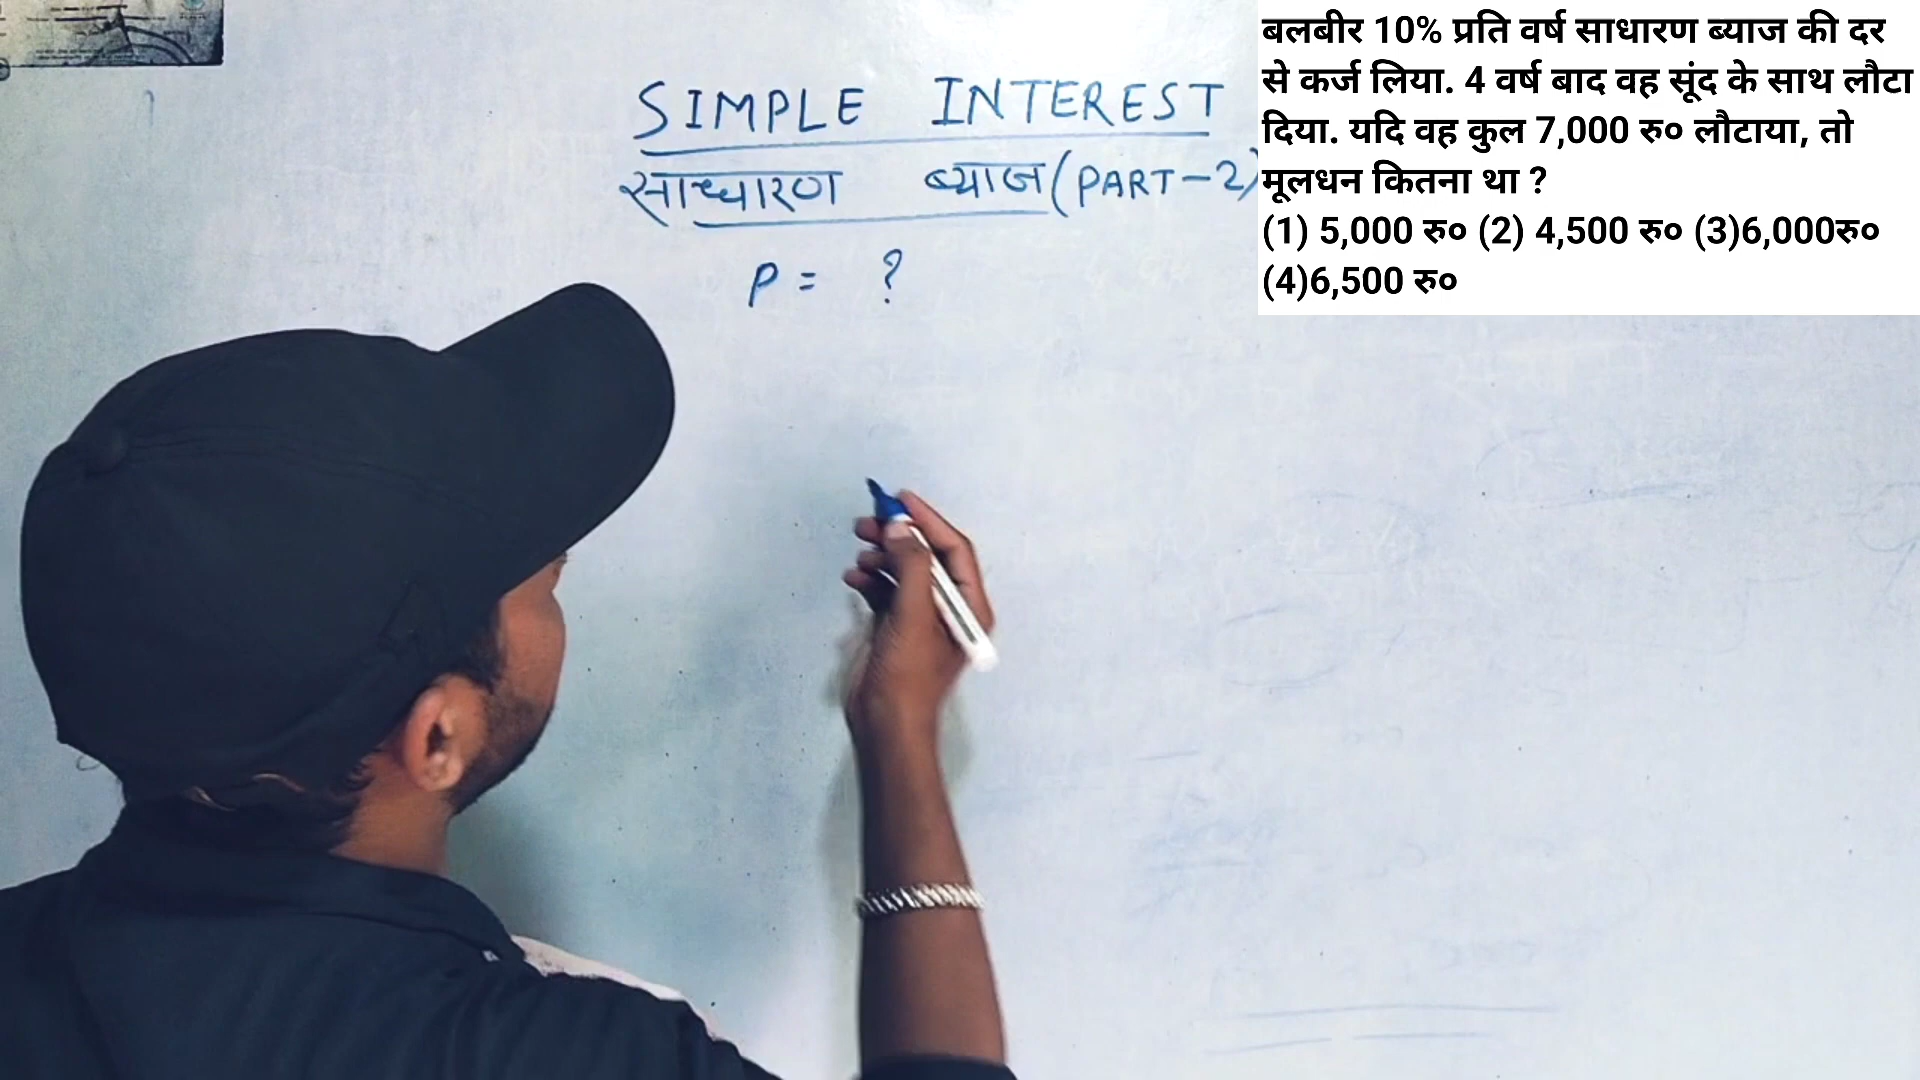 SIMPLE INTEREST
साधारण ब्याज (PART-2)
P = ?
बलबीर 10% प्रति वर्ष साधारण ब्याज की दर
से कर्ज लिया. 4 वर्ष बाद वह सूंद के साथ लौटा
दिया. यदि वह कुल 7,000 रु० लौटाया, तो
मूलधन कितना था ?
(1) 5,000 रु० (2) 4,500 रु० (3)6,000रु०
(4)6,500 रु०